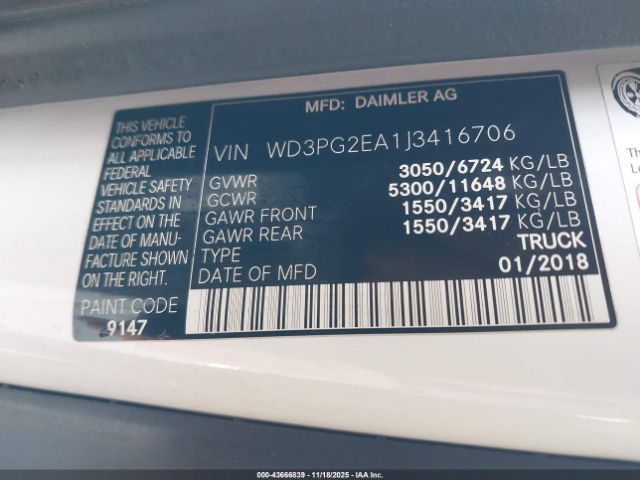 MFD: DAIMLER AG
THIS VEHICLE
CONFORMS TO
ALL APPLICABLE
FEDERAL
VEHICLE SAFETY
STANDARDS IN
EFFECT ON THE
DATE OF MANU-
FACTURE SHOWN
ON THE RIGHT.
PAINT CODE
9147
VIN WD3PG2EA1J3416706
GVWR 3050/6724 KG/LB
GCWR 5300/11648 KG/LB
GAWR FRONT 1550/3417 KG/LB
GAWR REAR 1550/3417 KG/LB
TYPE TRUCK
DATE OF MFD 01/2018
000-43666839 - 11/18/2025 - IAA Inc.